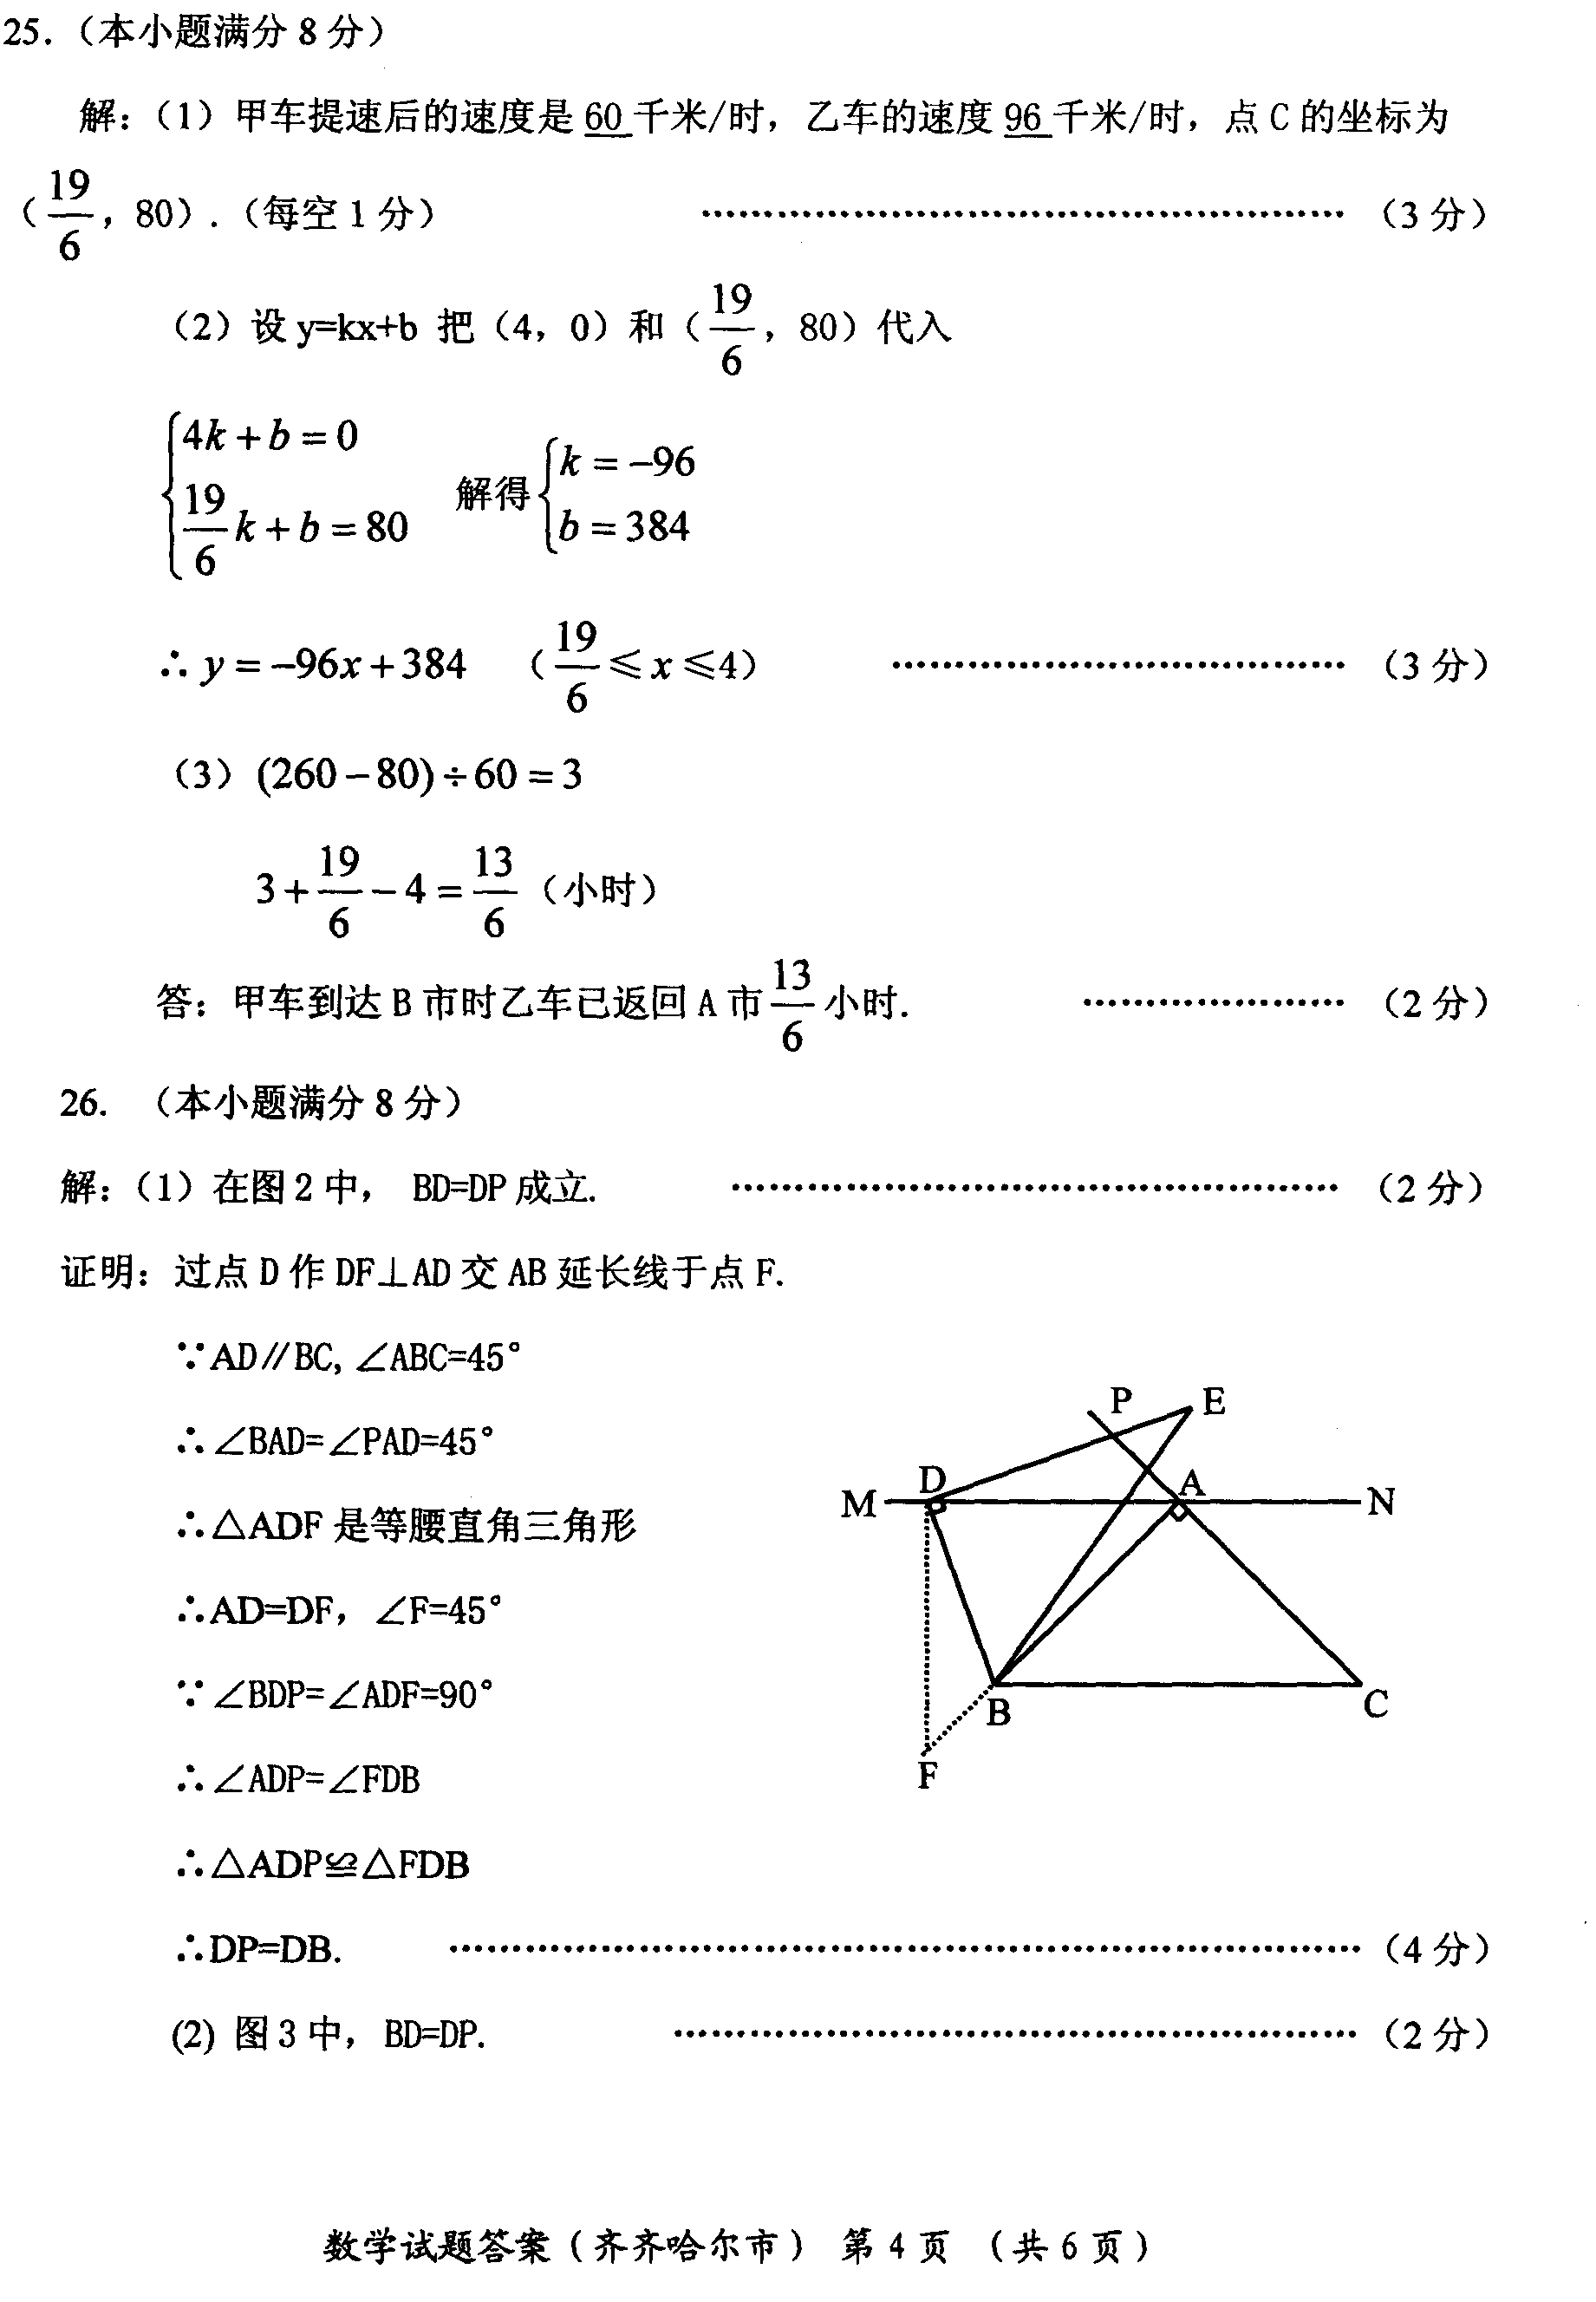 25.（本小题满分 8 分）
解：（1）甲车提速后的速度是 60 千米/时，乙车的速度 96 千米/时，点 C 的坐标为
（19/6，80）.（每空 1 分） ………………………………………… （3 分）
（2）设 y=kx+b 把（4，0）和（19/6，80）代入
{4k+b=0
19/6 k+b=80 解得 {k=-96
b=384
∴ y=-96x+384 （19/6≤x≤4） …………………………… （3 分）
（3）(260-80)÷60=3
3+19/6-4=13/6（小时）
答：甲车到达 B 市时乙车已返回 A 市 13/6 小时. ………………… （2 分）
26. （本小题满分 8 分）
解：（1）在图 2 中， BD=DP 成立. ……………………………………… （2 分）
证明：过点 D 作 DF⊥AD 交 AB 延长线于点 F.
∵AD∥BC, ∠ABC=45°
∴∠BAD=∠PAD=45°
∴△ADF 是等腰直角三角形
∴AD=DF，∠F=45°
∵∠BDP=∠ADF=90°
∴∠ADP=∠FDB
∴△ADP≌△FDB
∴DP=DB. ………………………………………………………… （4 分）
P E
M D A N
B C
F
(2) 图 3 中，BD=DP. ………………………………………… （2 分）
数学试题答案（齐齐哈尔市） 第 4 页 （共 6 页）